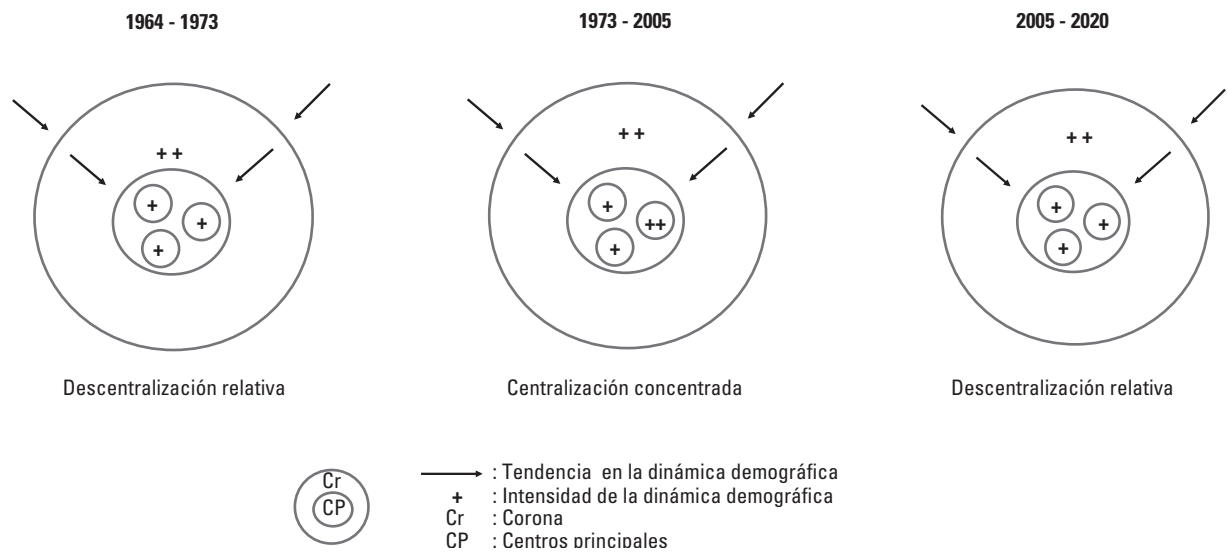 1964 - 1973
1973 - 2005
2005 - 2020
+ +
+
+
+
+ +
+
++
+
+ +
+
+
+
Descentralización relativa
Centralización concentrada
Descentralización relativa
Cr
CP
: Tendencia en la dinámica demográfica
+ : Intensidad de la dinámica demográfica
Cr : Corona
CP : Centros principales